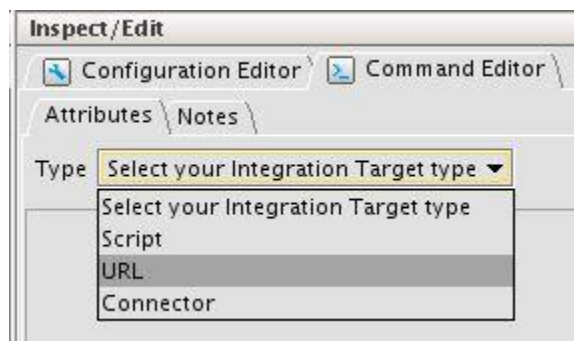 Inspect/Edit
Configuration Editor Command Editor
Attributes Notes
Type Select your Integration Target type
Select your Integration Target type
Script
URL
Connector